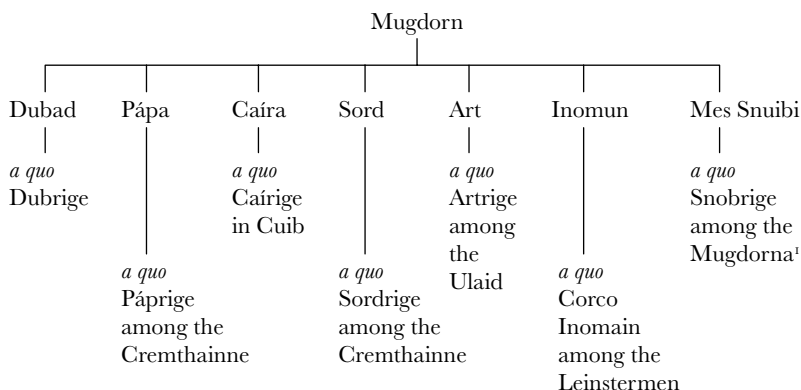 Mugdorn
Dubad Pápa Caíra Sord Art Inomun Mes Snuibi
a quo
Dubrige
a quo
Páprige
among the
Cremthainne
a quo
Caírige
in Cuib
a quo
Sordrige
among the
Cremthainne
a quo
Artrige
among
the
Ulaid
a quo
Corco
Inomain
among the
Leinstermen
a quo
Snobrige
among the
Mugdorna¹